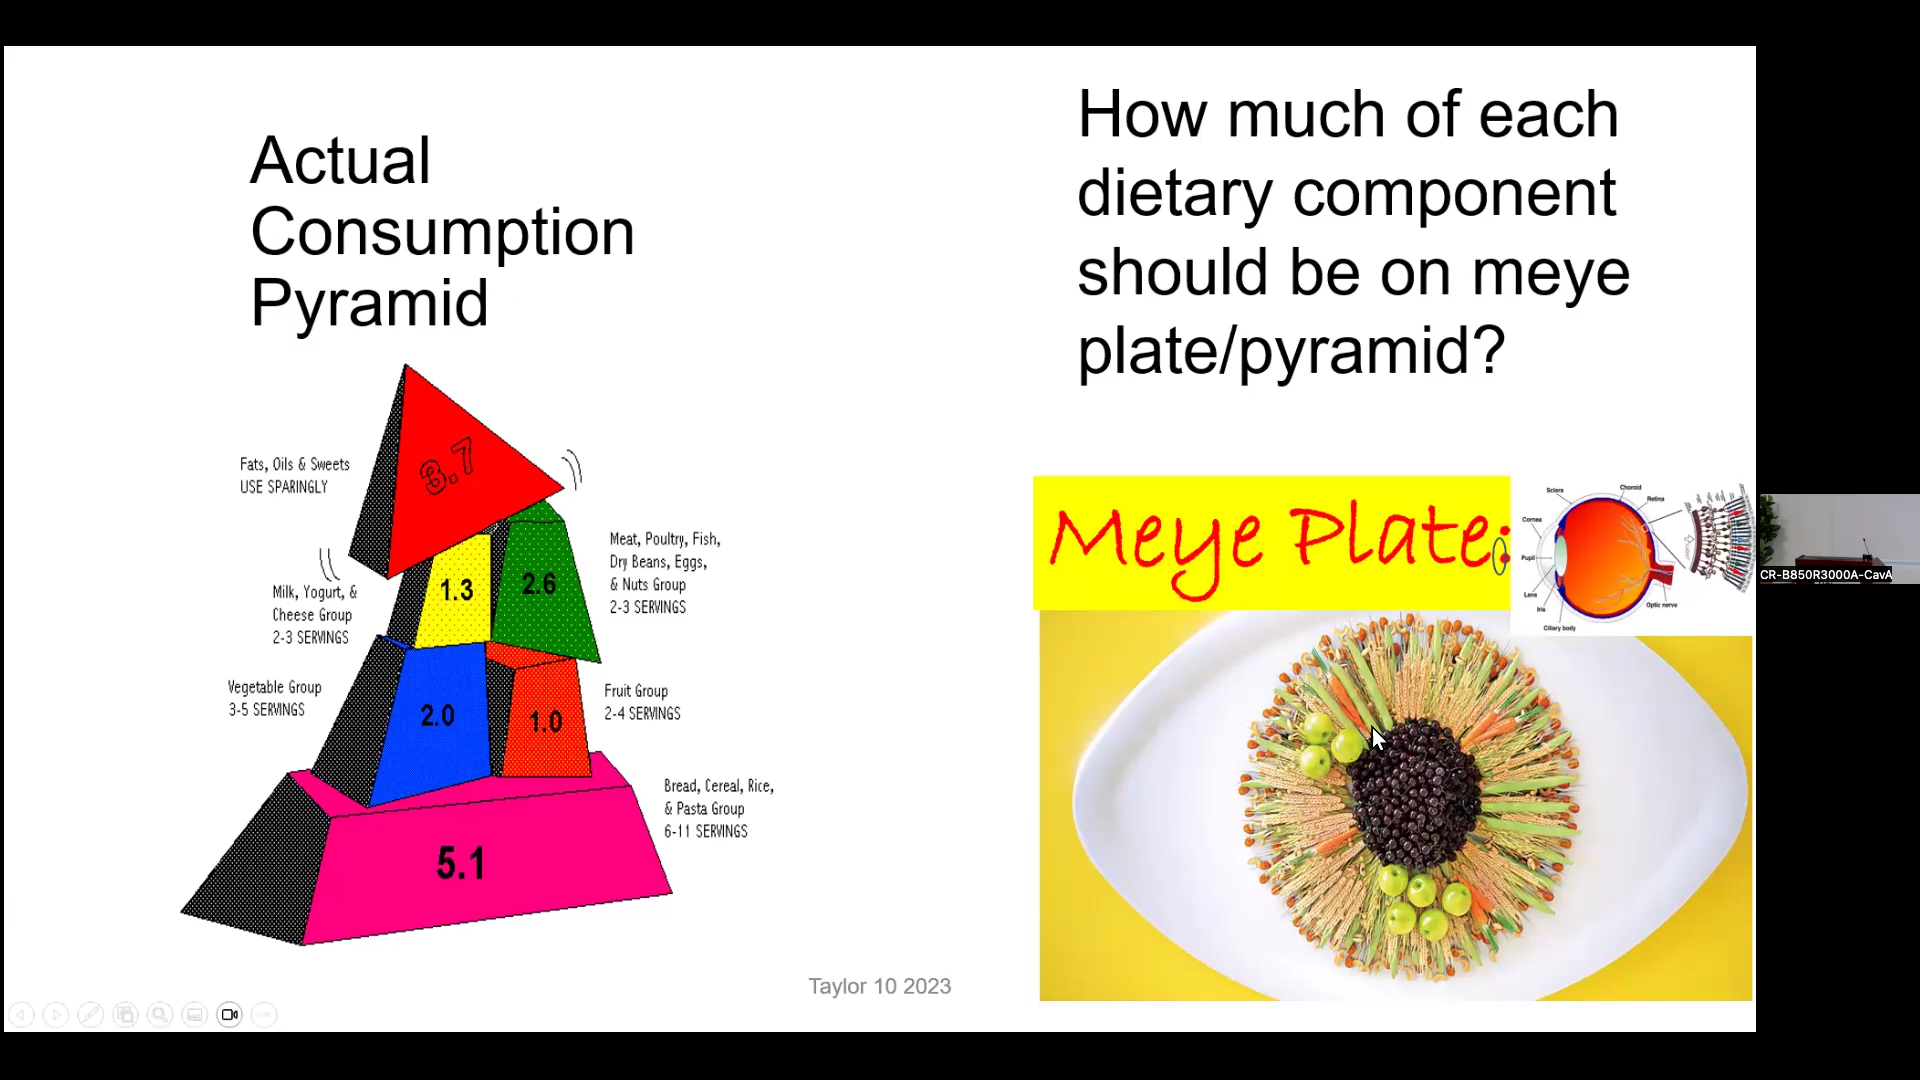 Actual
Consumption
Pyramid
3.7
Fats, Oils & Sweets
USE SPARINGLY
Milk, Yogurt, &
Cheese Group
2-3 SERVINGS
1.3
2.6
Meat, Poultry, Fish,
Dry Beans, Eggs,
& Nuts Group
2-3 SERVINGS
Vegetable Group
3-5 SERVINGS
2.0
1.0
Fruit Group
2-4 SERVINGS
5.1
Bread, Cereal, Rice,
& Pasta Group
6-11 SERVINGS
Taylor 10 2023
How much of each
dietary component
should be on meye
plate/pyramid?
Meye Plate:
Sclera
Choroid
Retina
Cornea
Pupil
Lens
Iris
Ciliary body
Optic nerve
CR-B850R3000A-CavA